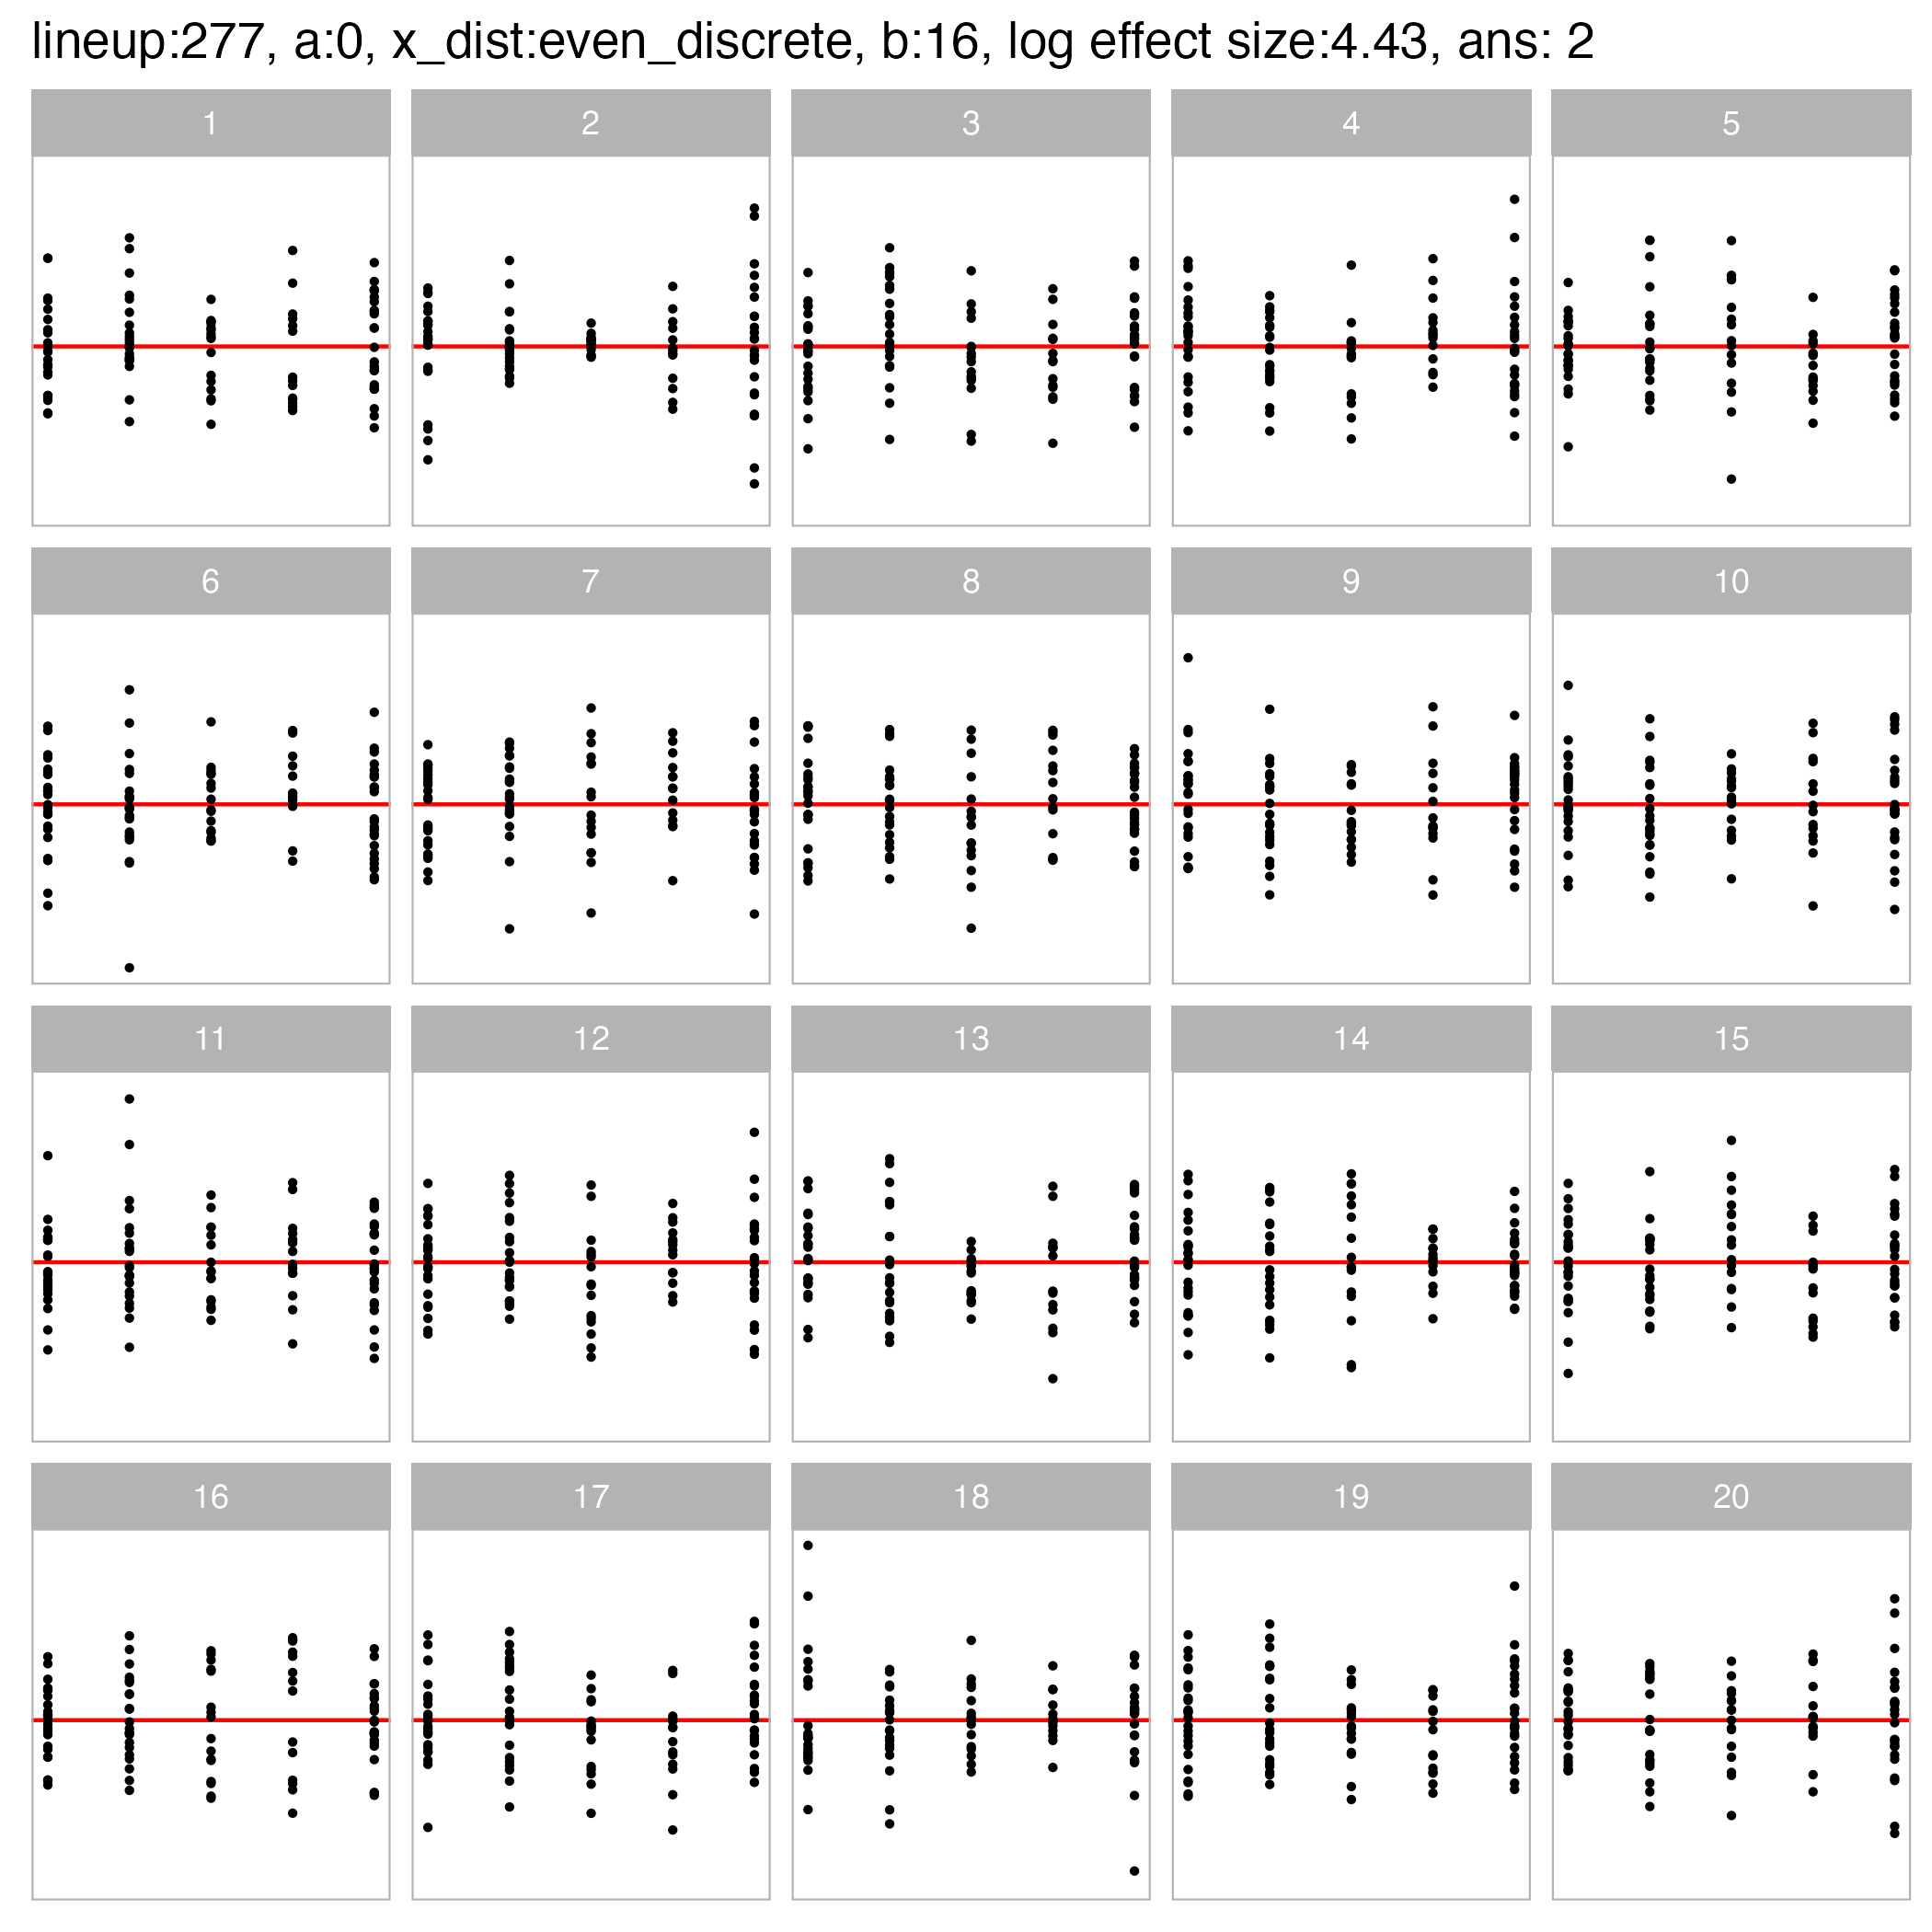 lineup:277, a:0, x_dist:even_discrete, b:16, log effect size:4.43, ans: 2
1 2 3 4 5
6 7 8 9 10
11 12 13 14 15
16 17 18 19 20